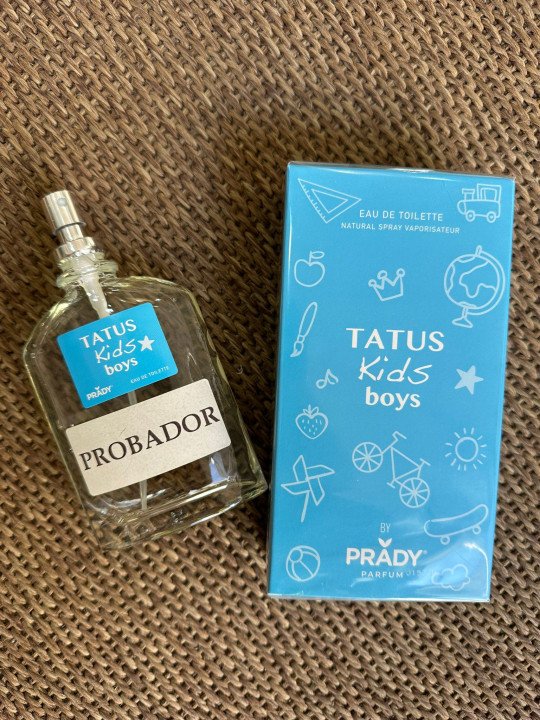 TATUS
Kids
boys
PRADY
EAU DE TOILETTE
PROBADOR
EAU DE TOILETTE
NATURAL SPRAY VAPORISATEUR
TATUS
Kids
boys
BY
PRADY®
PARFUM